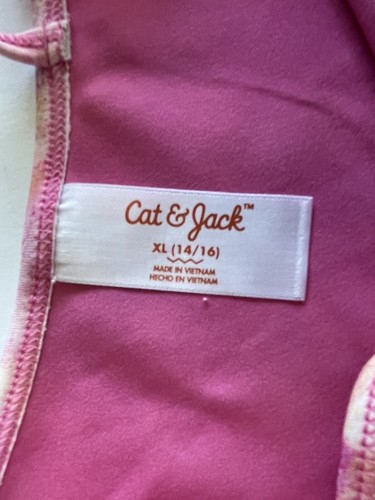 Cat & Jack™
XL (14/16)
MADE IN VIETNAM
HECHO EN VIETNAM